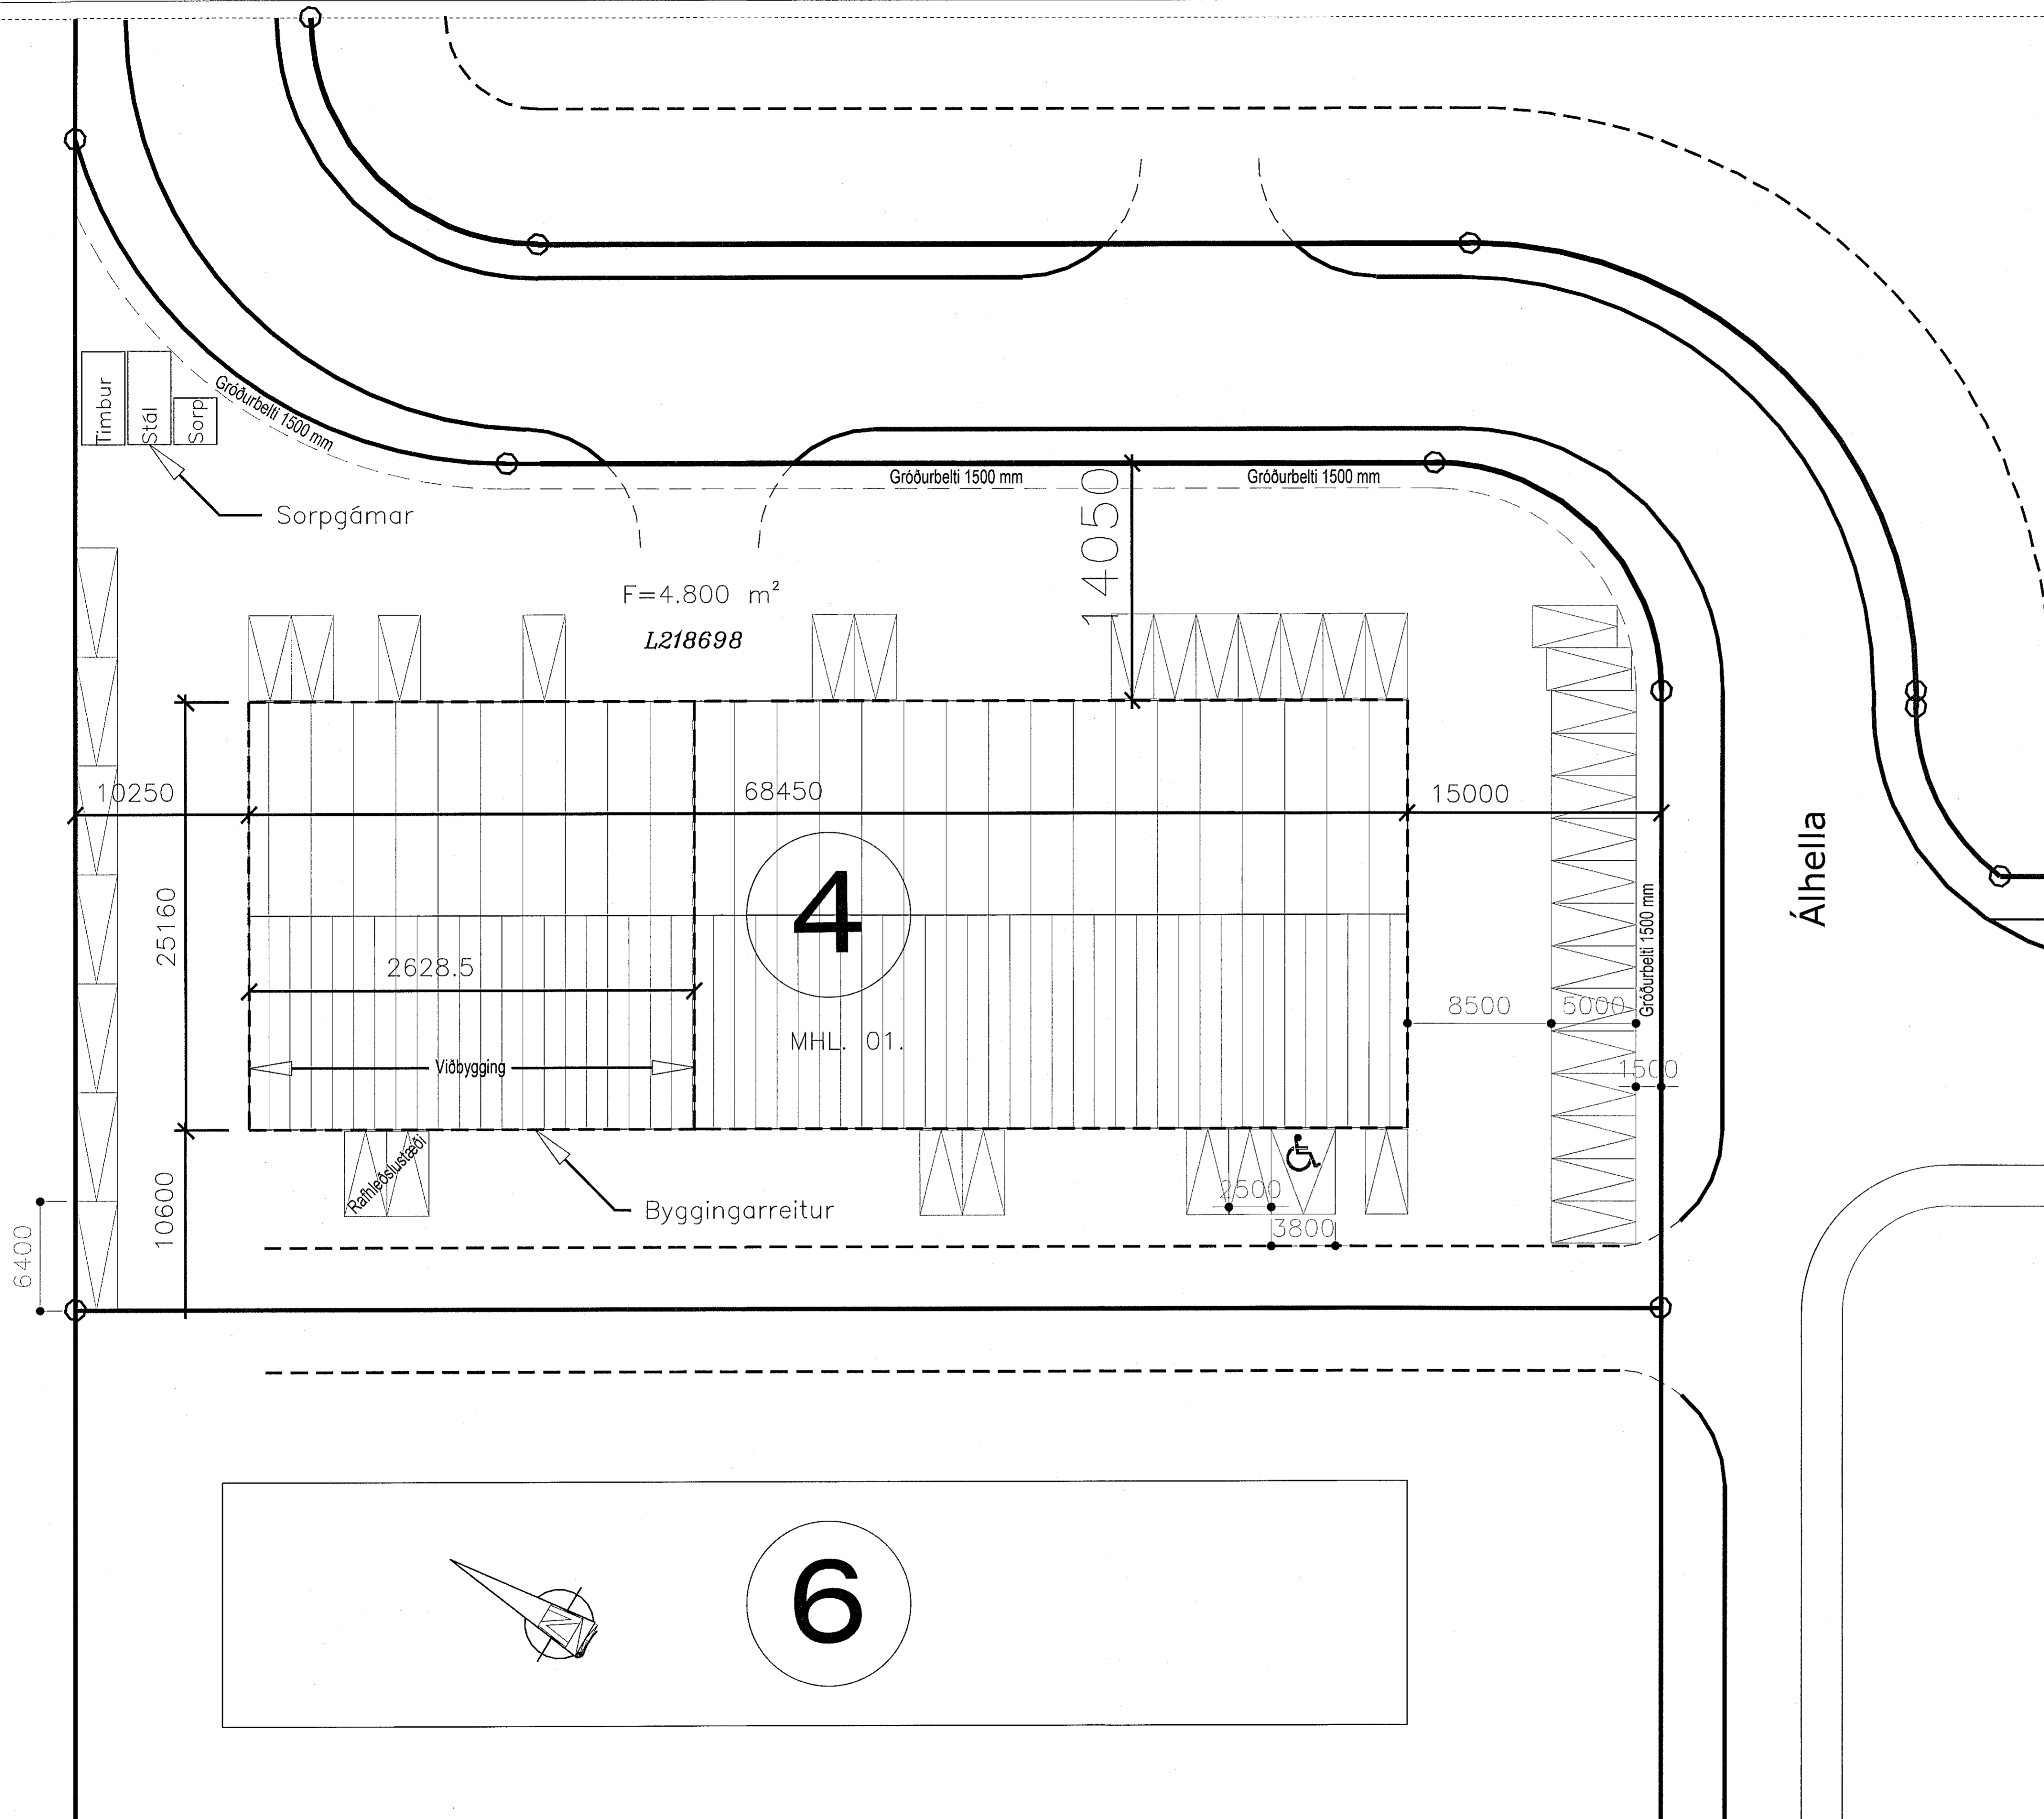 Timbur
Stál
Sorp
Gróðurbelti 1500 mm
Sorpgámar
Gróðurbelti 1500 mm
Gróðurbelti 1500 mm
14050
F=4.800 m²
L218698
10250
68450
15000
25160
4
2628.5
MHL. 01.
Viðbygging
8500
5000
1500
Gróðurbelti 1500 mm
Álhella
Rafhleðslustæði
Byggingarreitur
2500
3800
10600
6400
6
N